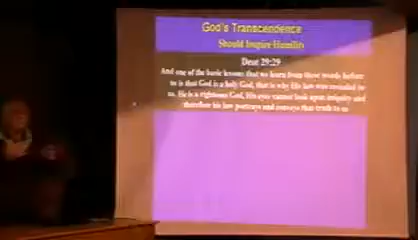 God's Transcendence
Should Inspire Humility
Deut 29:29
And one of the basic lessons that we learn from these words before
us is that God is a holy God, that is why His law was revealed to
us. He is a righteous God, His eyes cannot look upon iniquity and
therefore his law portrays and conveys that truth to us